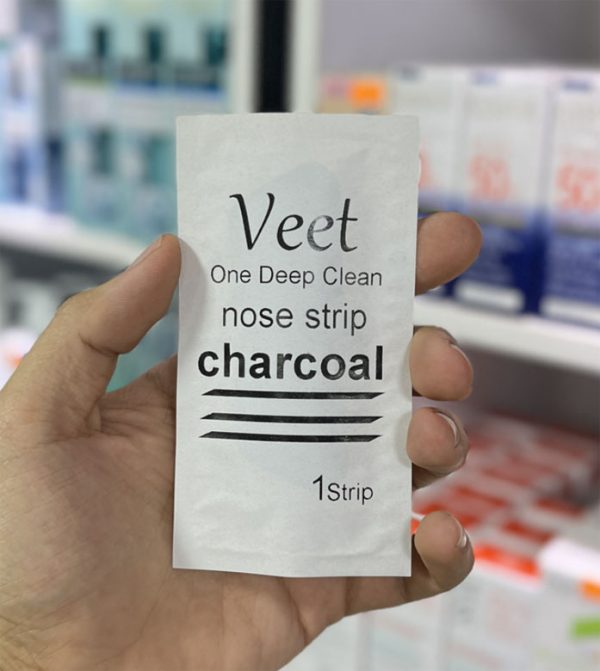 Veet
One Deep Clean
nose strip
charcoal
1Strip